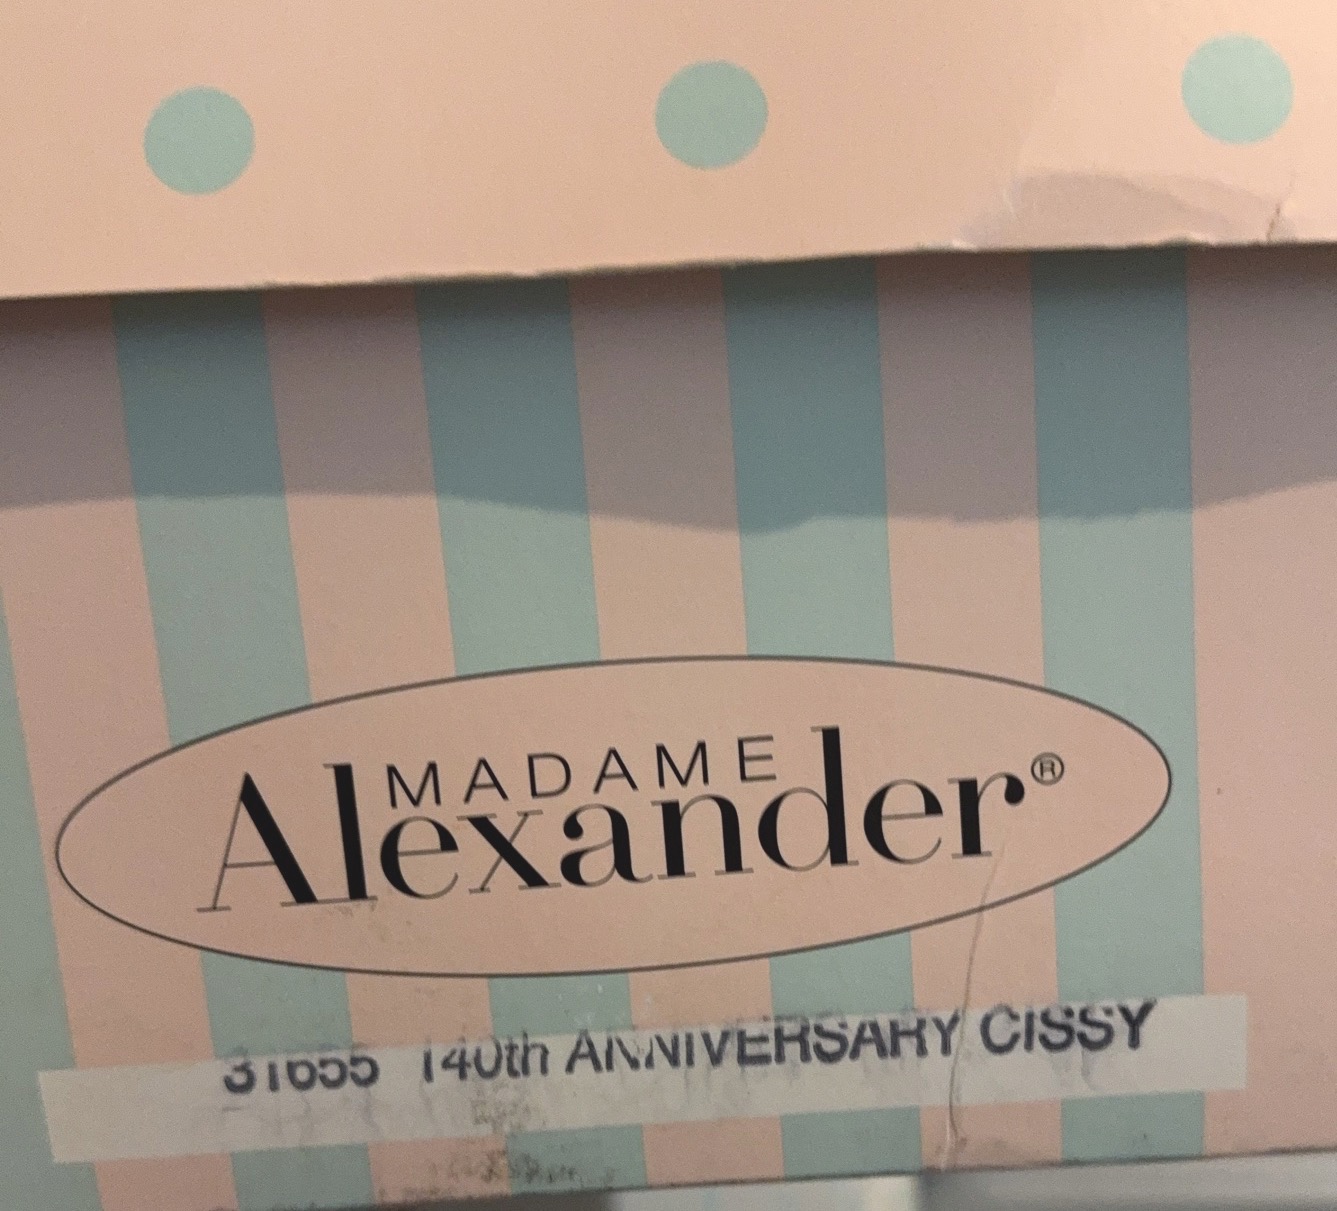 MADAME
Alexander®
31655 140th ANNIVERSARY CISSY